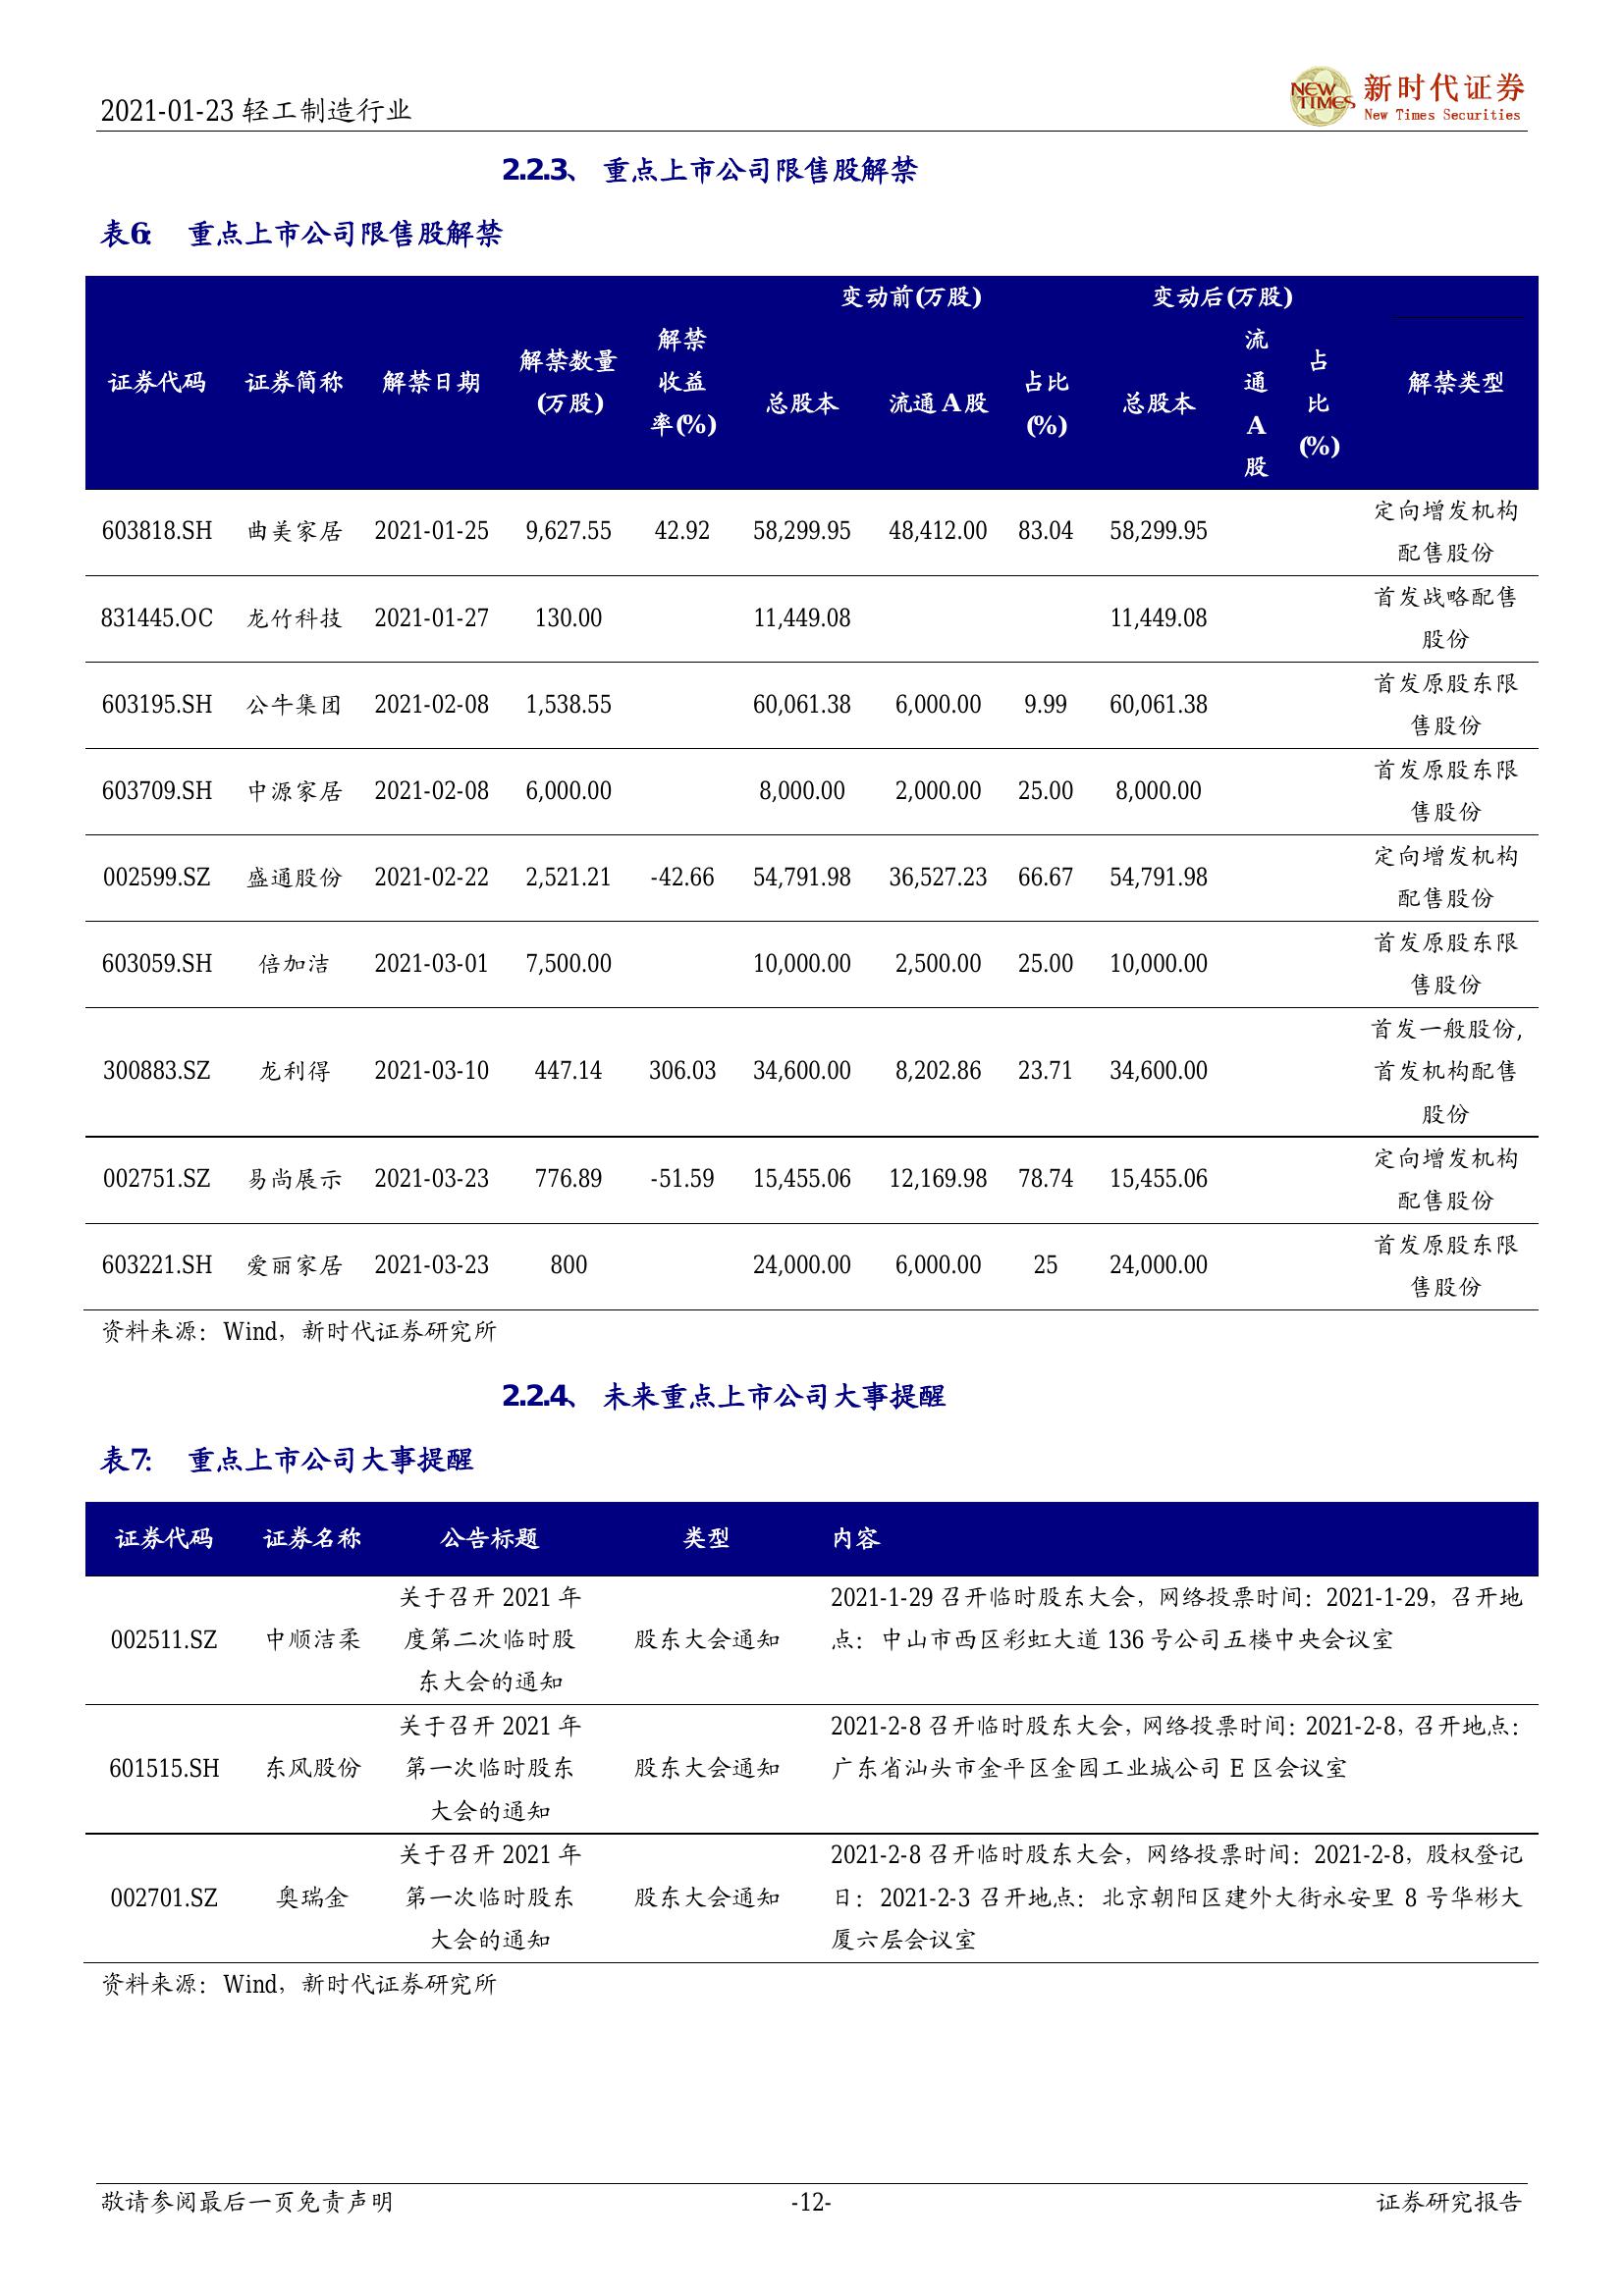 2021-01-23 轻工制造行业
NEW TIMES 新时代证券
New Times Securities
2.2.3、 重点上市公司限售股解禁
表6： 重点上市公司限售股解禁
证券代码 证券简称 解禁日期 解禁数量(万股) 解禁收益率(%) 变动前(万股) 总股本 流通 A 股 占比(%) 变动后(万股) 总股本 流通A股 占比(%) 解禁类型
603818.SH 曲美家居 2021-01-25 9,627.55 42.92 58,299.95 48,412.00 83.04 58,299.95 定向增发机构配售股份
831445.OC 龙竹科技 2021-01-27 130.00 11,449.08 11,449.08 首发战略配售股份
603195.SH 公牛集团 2021-02-08 1,538.55 60,061.38 6,000.00 9.99 60,061.38 首发原股东限售股份
603709.SH 中源家居 2021-02-08 6,000.00 8,000.00 2,000.00 25.00 8,000.00 首发原股东限售股份
002599.SZ 盛通股份 2021-02-22 2,521.21 -42.66 54,791.98 36,527.23 66.67 54,791.98 定向增发机构配售股份
603059.SH 倍加洁 2021-03-01 7,500.00 10,000.00 2,500.00 25.00 10,000.00 首发原股东限售股份
300883.SZ 龙利得 2021-03-10 447.14 306.03 34,600.00 8,202.86 23.71 34,600.00 首发一般股份,首发机构配售股份
002751.SZ 易尚展示 2021-03-23 776.89 -51.59 15,455.06 12,169.98 78.74 15,455.06 定向增发机构配售股份
603221.SH 爱丽家居 2021-03-23 800 24,000.00 6,000.00 25 24,000.00 首发原股东限售股份
资料来源：Wind，新时代证券研究所
2.2.4、 未来重点上市公司大事提醒
表7： 重点上市公司大事提醒
证券代码 证券名称 公告标题 类型 内容
002511.SZ 中顺洁柔 关于召开 2021 年度第二次临时股东大会的通知 股东大会通知 2021-1-29 召开临时股东大会，网络投票时间：2021-1-29，召开地点：中山市西区彩虹大道 136 号公司五楼中央会议室
601515.SH 东风股份 关于召开 2021 年第一次临时股东大会的通知 股东大会通知 2021-2-8 召开临时股东大会，网络投票时间：2021-2-8，召开地点：广东省汕头市金平区金园工业城公司 E 区会议室
002701.SZ 奥瑞金 关于召开 2021 年第一次临时股东大会的通知 股东大会通知 2021-2-8 召开临时股东大会，网络投票时间：2021-2-8，股权登记日：2021-2-3 召开地点：北京朝阳区建外大街永安里 8 号华彬大厦六层会议室
资料来源：Wind，新时代证券研究所
敬请参阅最后一页免责声明 -12- 证券研究报告